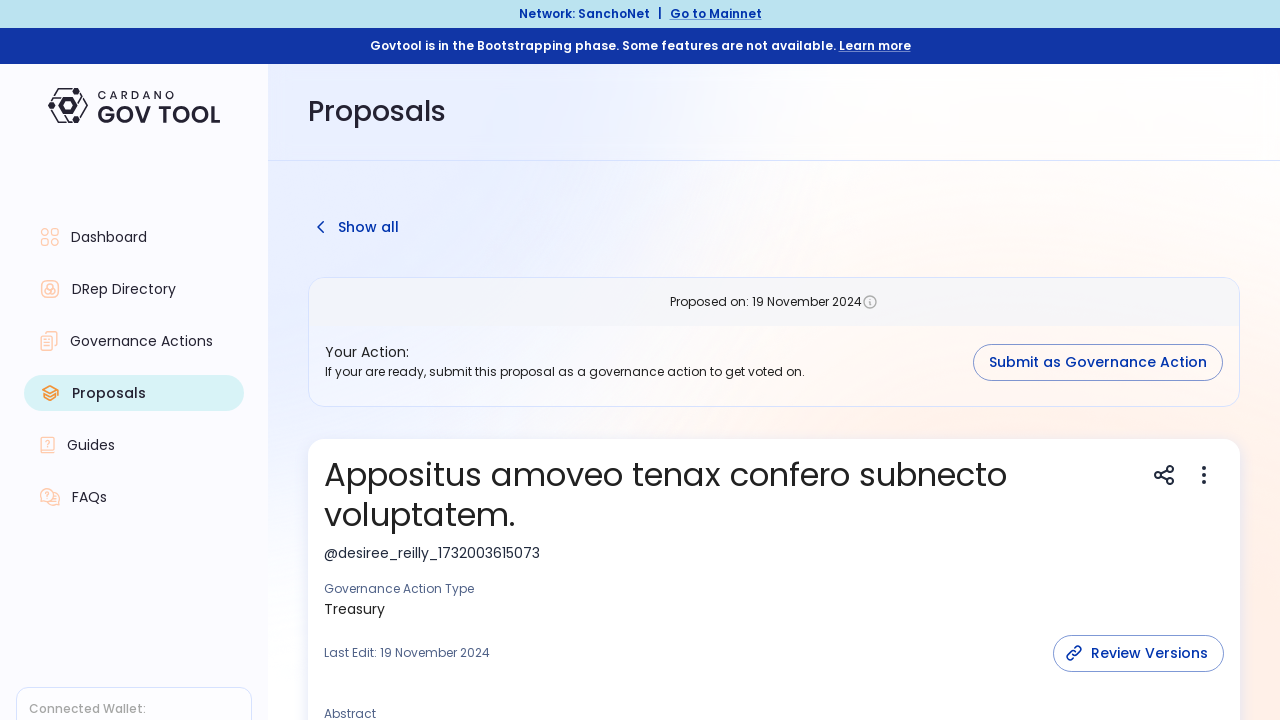 Network: SanchoNet | Go to Mainnet
Govtool is in the Bootstrapping phase. Some features are not available. Learn more
CARDANO
GOV TOOL
Proposals
Dashboard
DRep Directory
Governance Actions
Proposals
Guides
FAQs
Connected Wallet:
Show all
Proposed on: 19 November 2024
Your Action:
If your are ready, submit this proposal as a governance action to get voted on.
Submit as Governance Action
Appositus amoveo tenax confero subnecto
voluptatem.
@desiree_reilly_1732003615073
Governance Action Type
Treasury
Last Edit: 19 November 2024
Review Versions
Abstract